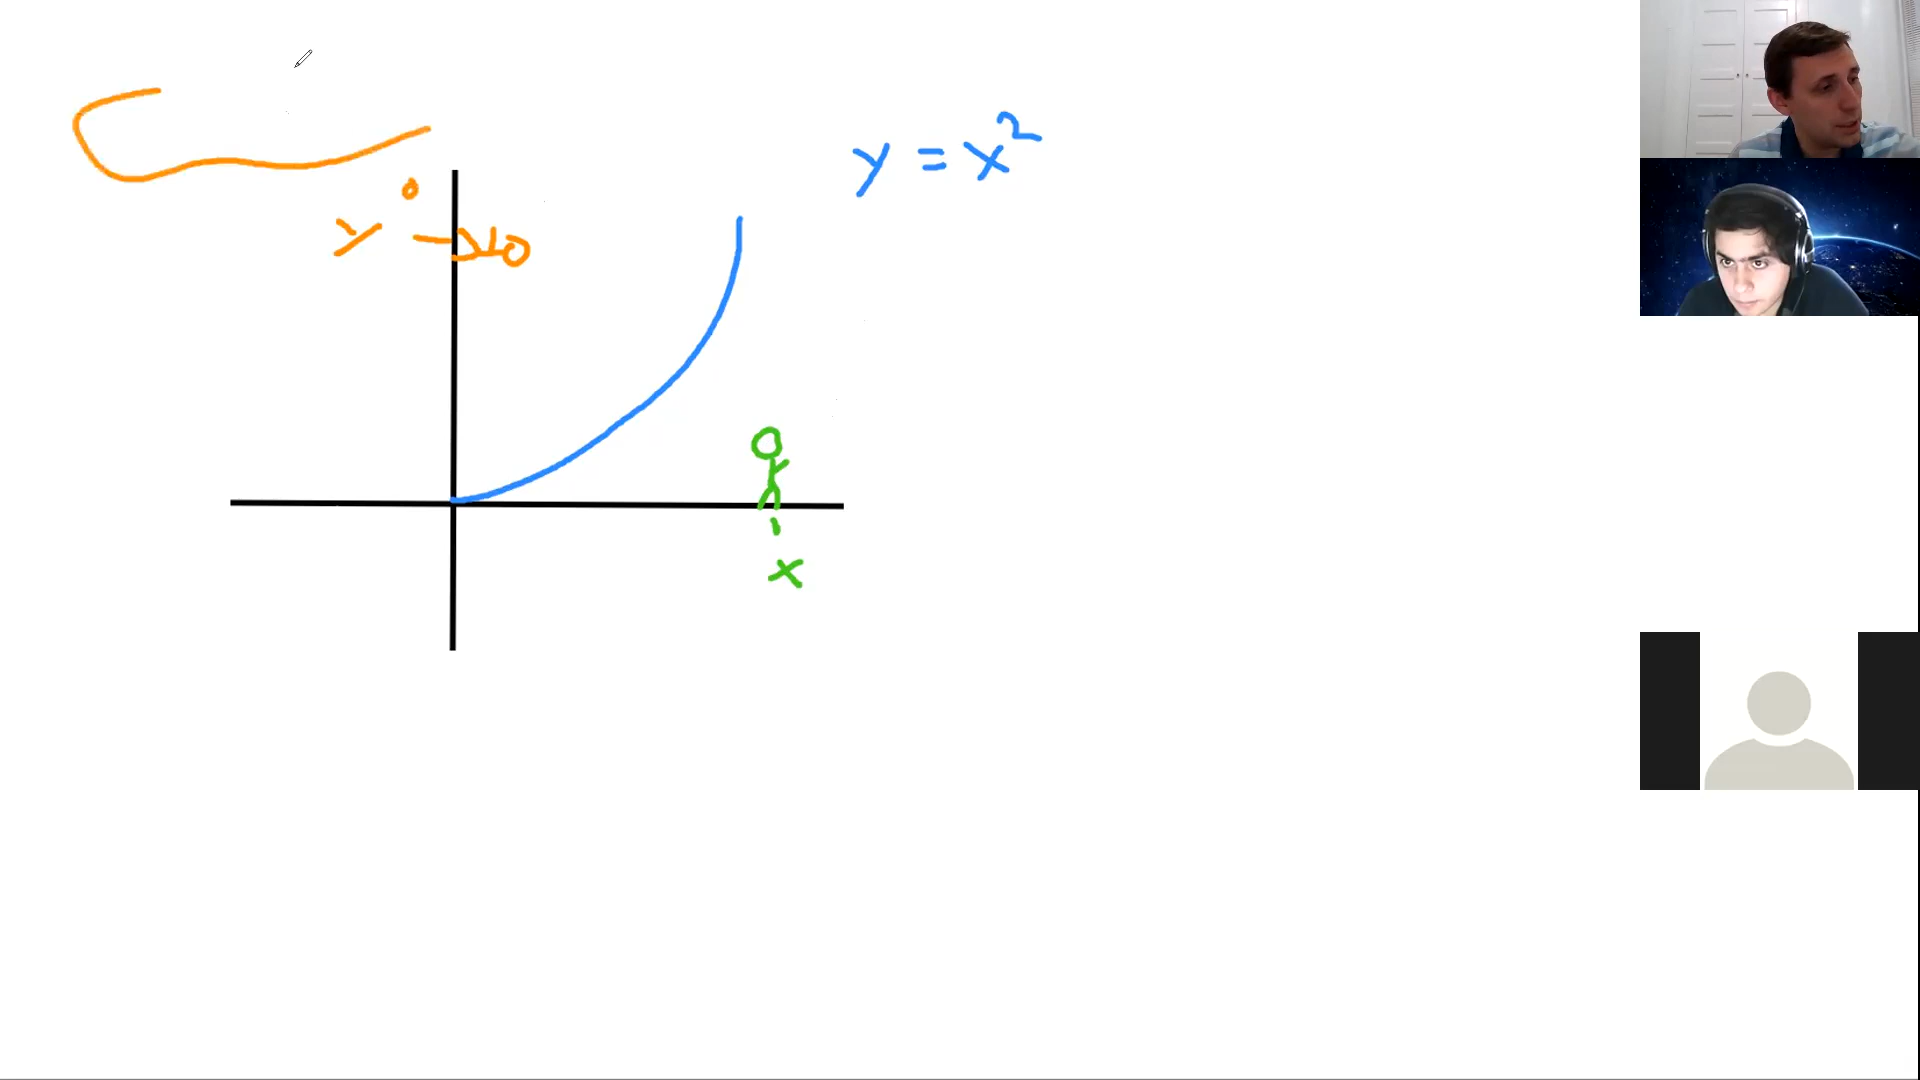 y = x²
y
x